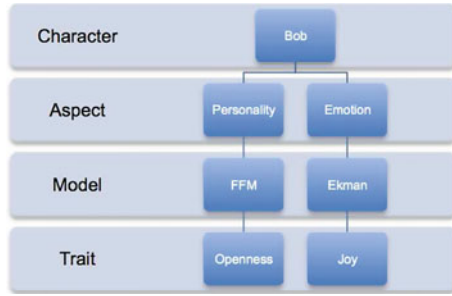 Character
Bob
Aspect
Personality
Emotion
Model
FFM
Ekman
Trait
Openness
Joy